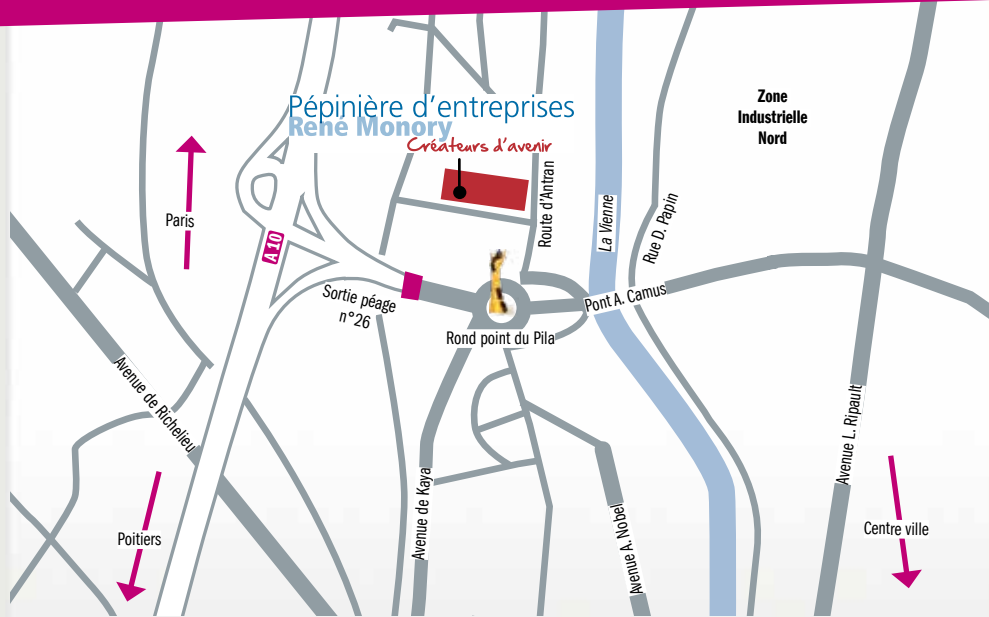 Pépinière d'entreprises
René Monory
Créateurs d'avenir
Zone
Industrielle
Nord
Paris
A 10
Route d'Antran
La Vienne
Rue D. Papin
Sortie péage
n°26
Pont A. Camus
Rond point du Pila
Avenue de Richelieu
Avenue L. Ripault
Avenue de Kaya
Avenue A. Nobel
Poitiers
Centre ville